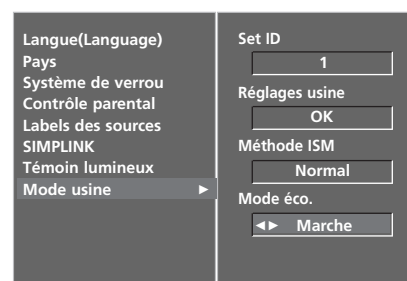 Langue(Language)
Pays
Système de verrou
Contrôle parental
Labels des sources
SIMPLINK
Témoin lumineux
Mode usine ►
Set ID
1
Réglages usine
OK
Méthode ISM
Normal
Mode éco.
◄► Marche